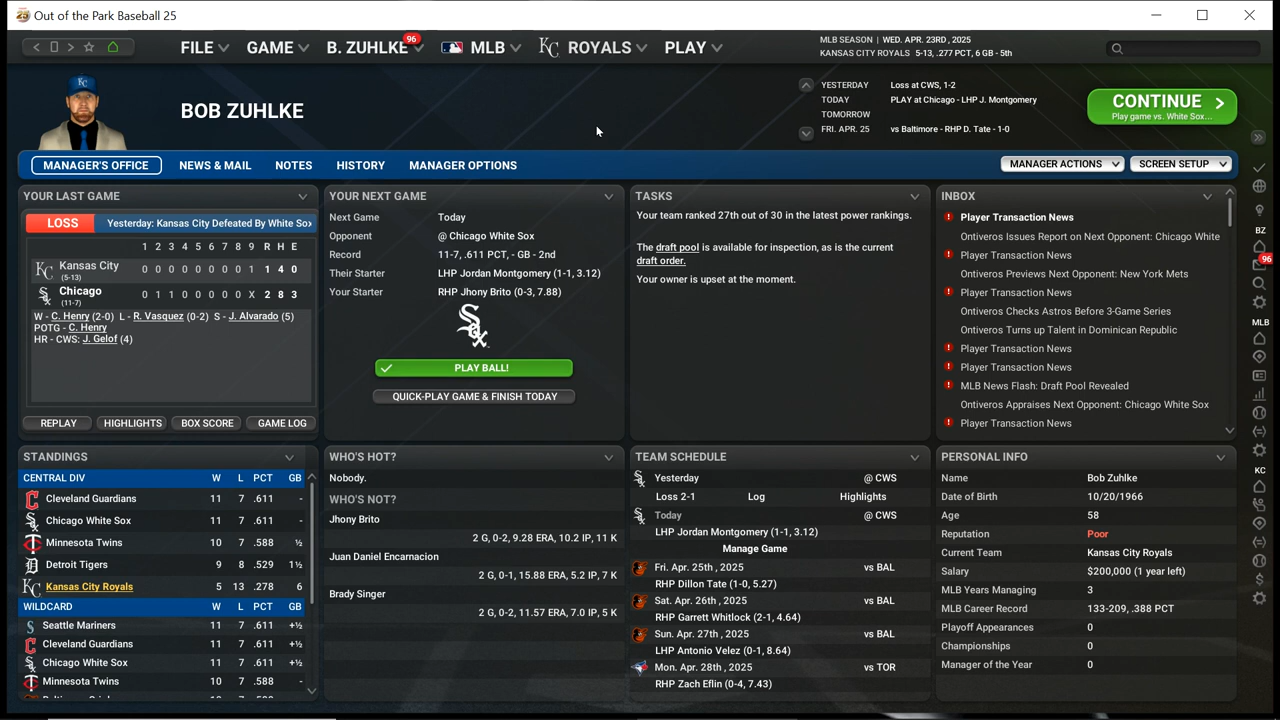 Out of the Park Baseball 25
FILE GAME B. ZUHLKE 96 MLB ROYALS PLAY
MLB SEASON | WED. APR. 23RD , 2025
KANSAS CITY ROYALS 5-13, .277 PCT, 6 GB - 5th
BOB ZUHLKE
YESTERDAY Loss at CWS, 1-2
TODAY PLAY at Chicago - LHP J. Montgomery
TOMORROW
FRI. APR. 25 vs Baltimore - RHP D. Tate - 1-0
CONTINUE
Play game vs. White Sox...
MANAGER'S OFFICE NEWS & MAIL NOTES HISTORY MANAGER OPTIONS
MANAGER ACTIONS SCREEN SETUP
YOUR LAST GAME
LOSS Yesterday: Kansas City Defeated By White So
1 2 3 4 5 6 7 8 9 R H E
Kansas City 0 0 0 0 0 0 0 0 1 1 4 0
(5-13)
Chicago 0 1 1 0 0 0 0 0 X 2 8 3
(11-7)
W - C. Henry (2-0) L - R. Vasquez (0-2) S - J. Alvarado (5)
POTG - C. Henry
HR - CWS: J. Gelof (4)
REPLAY HIGHLIGHTS BOX SCORE GAME LOG
YOUR NEXT GAME
Next Game Today
Opponent @ Chicago White Sox
Record 11-7, .611 PCT, - GB - 2nd
Their Starter LHP Jordan Montgomery (1-1, 3.12)
Your Starter RHP Jhony Brito (0-3, 7.88)
PLAY BALL!
QUICK-PLAY GAME & FINISH TODAY
TASKS
Your team ranked 27th out of 30 in the latest power rankings.
The draft pool is available for inspection, as is the current
draft order.
Your owner is upset at the moment.
INBOX
Player Transaction News
Ontiveros Issues Report on Next Opponent: Chicago White
Player Transaction News
Ontiveros Previews Next Opponent: New York Mets
Player Transaction News
Ontiveros Checks Astros Before 3-Game Series
Ontiveros Turns up Talent in Dominican Republic
Player Transaction News
Player Transaction News
MLB News Flash: Draft Pool Revealed
Ontiveros Appraises Next Opponent: Chicago White Sox
Player Transaction News
BZ
96
MLB
KC
STANDINGS
CENTRAL DIV W L PCT GB
Cleveland Guardians 11 7 .611 -
Chicago White Sox 11 7 .611 -
Minnesota Twins 10 7 .588 ½
Detroit Tigers 9 8 .529 1½
Kansas City Royals 5 13 .278 6
WILDCARD W L PCT GB
Seattle Mariners 11 7 .611 +½
Cleveland Guardians 11 7 .611 +½
Chicago White Sox 11 7 .611 +½
Minnesota Twins 10 7 .588 -
WHO'S HOT?
Nobody.
WHO'S NOT?
Jhony Brito
2 G, 0-2, 9.28 ERA, 10.2 IP, 11 K
Juan Daniel Encarnacion
2 G, 0-1, 15.88 ERA, 5.2 IP, 7 K
Brady Singer
2 G, 0-2, 11.57 ERA, 7.0 IP, 5 K
TEAM SCHEDULE
Yesterday @ CWS
Loss 2-1 Log Highlights
Today @ CWS
LHP Jordan Montgomery (1-1, 3.12)
Manage Game
Fri. Apr. 25th , 2025 vs BAL
RHP Dillon Tate (1-0, 5.27)
Sat. Apr. 26th , 2025 vs BAL
RHP Garrett Whitlock (2-1, 4.64)
Sun. Apr. 27th , 2025 vs BAL
LHP Antonio Velez (0-1, 8.64)
Mon. Apr. 28th , 2025 vs TOR
RHP Zach Eflin (0-4, 7.43)
PERSONAL INFO
Name Bob Zuhlke
Date of Birth 10/20/1966
Age 58
Reputation Poor
Current Team Kansas City Royals
Salary $200,000 (1 year left)
MLB Years Managing 3
MLB Career Record 133-209, .388 PCT
Playoff Appearances 0
Championships 0
Manager of the Year 0